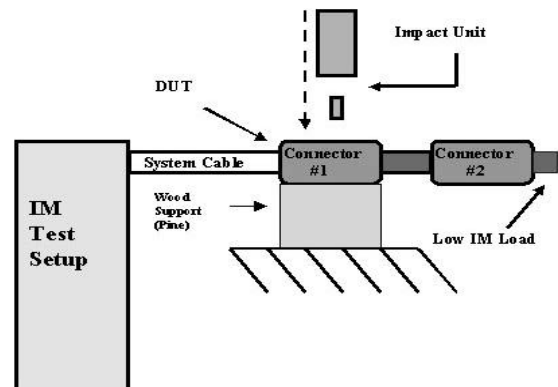 Impact Unit
DUT
System Cable
Connector
#1
Connector
#2
Wood
Support
(Pine)
IM
Test
Setup
Low IM Load